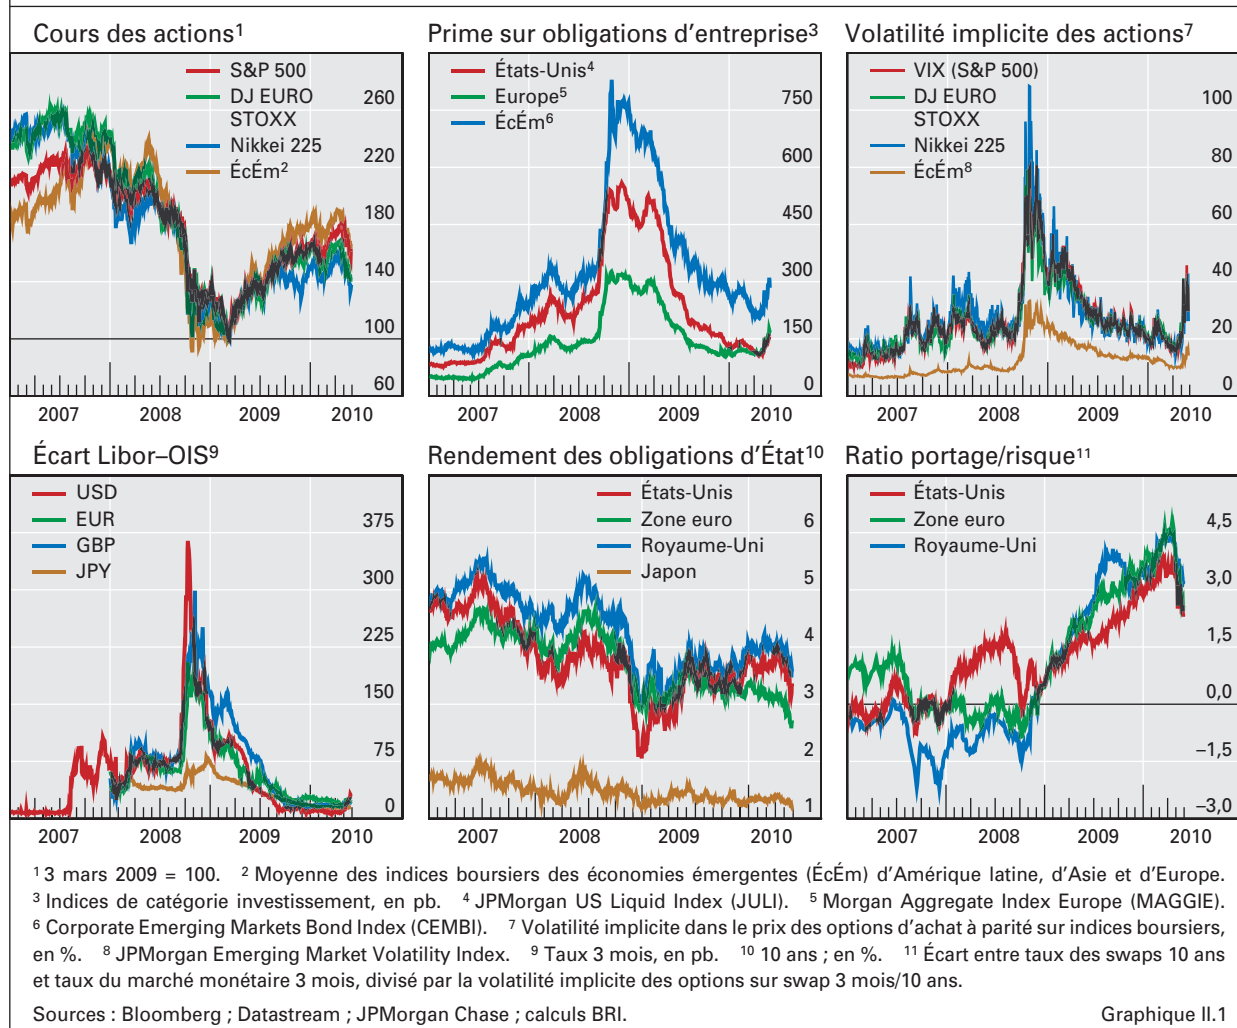 Cours des actions¹
S&P 500
DJ EURO
STOXX
Nikkei 225
ÉcÉm²
260
220
180
140
100
60
2007 2008 2009 2010
Prime sur obligations d’entreprise³
États-Unis⁴
Europe⁵
ÉcÉm⁶
750
600
450
300
150
0
2007 2008 2009 2010
Volatilité implicite des actions⁷
VIX (S&P 500)
DJ EURO
STOXX
Nikkei 225
ÉcÉm⁸
100
80
60
40
20
0
2007 2008 2009 2010
Écart Libor–OIS⁹
USD
EUR
GBP
JPY
375
300
225
150
75
0
2007 2008 2009 2010
Rendement des obligations d’État¹⁰
États-Unis
Zone euro
Royaume-Uni
Japon
6
5
4
3
2
1
2007 2008 2009 2010
Ratio portage/risque¹¹
États-Unis
Zone euro
Royaume-Uni
4,5
3,0
1,5
0,0
–1,5
–3,0
2007 2008 2009 2010
¹ 3 mars 2009 = 100. ² Moyenne des indices boursiers des économies émergentes (ÉcÉm) d’Amérique latine, d’Asie et d’Europe.
³ Indices de catégorie investissement, en pb. ⁴ JPMorgan US Liquid Index (JULI). ⁵ Morgan Aggregate Index Europe (MAGGIE).
⁶ Corporate Emerging Markets Bond Index (CEMBI). ⁷ Volatilité implicite dans le prix des options d’achat à parité sur indices boursiers,
en %. ⁸ JPMorgan Emerging Market Volatility Index. ⁹ Taux 3 mois, en pb. ¹⁰ 10 ans ; en %. ¹¹ Écart entre taux des swaps 10 ans
et taux du marché monétaire 3 mois, divisé par la volatilité implicite des options sur swap 3 mois/10 ans.
Sources : Bloomberg ; Datastream ; JPMorgan Chase ; calculs BRI. Graphique II.1